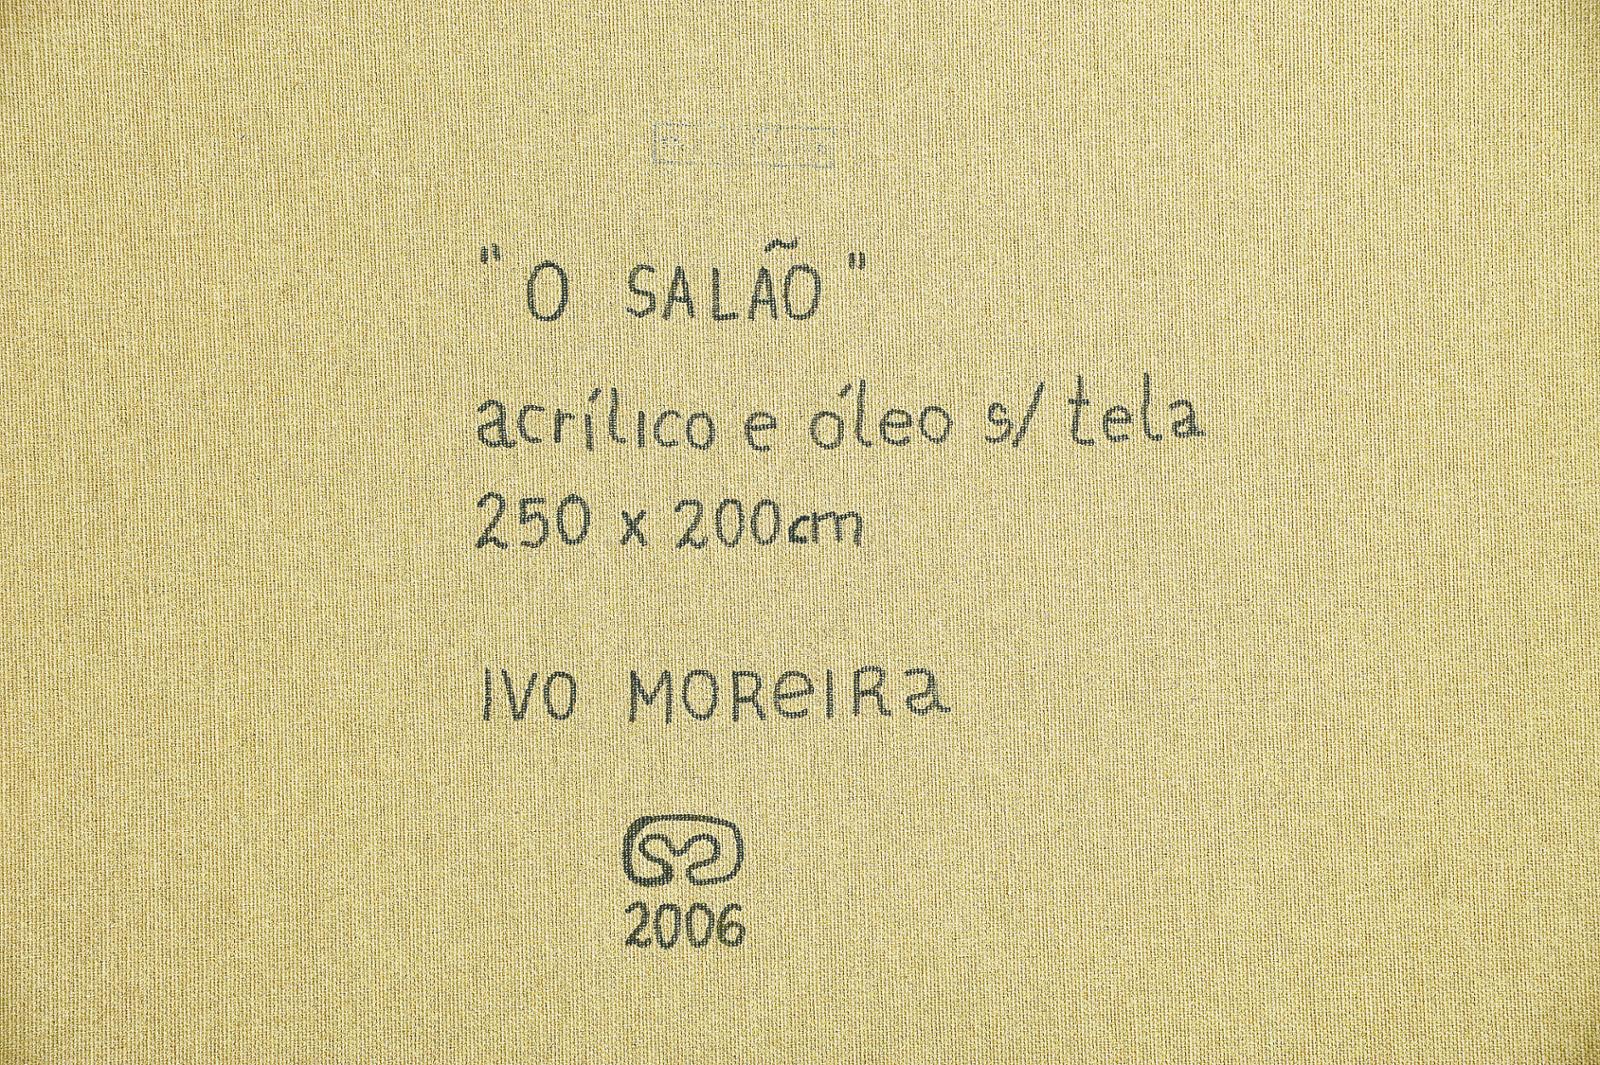 "O SALÃO"
acrílico e óleo s/ tela
250 x 200cm
IVO MOReIRa
2006